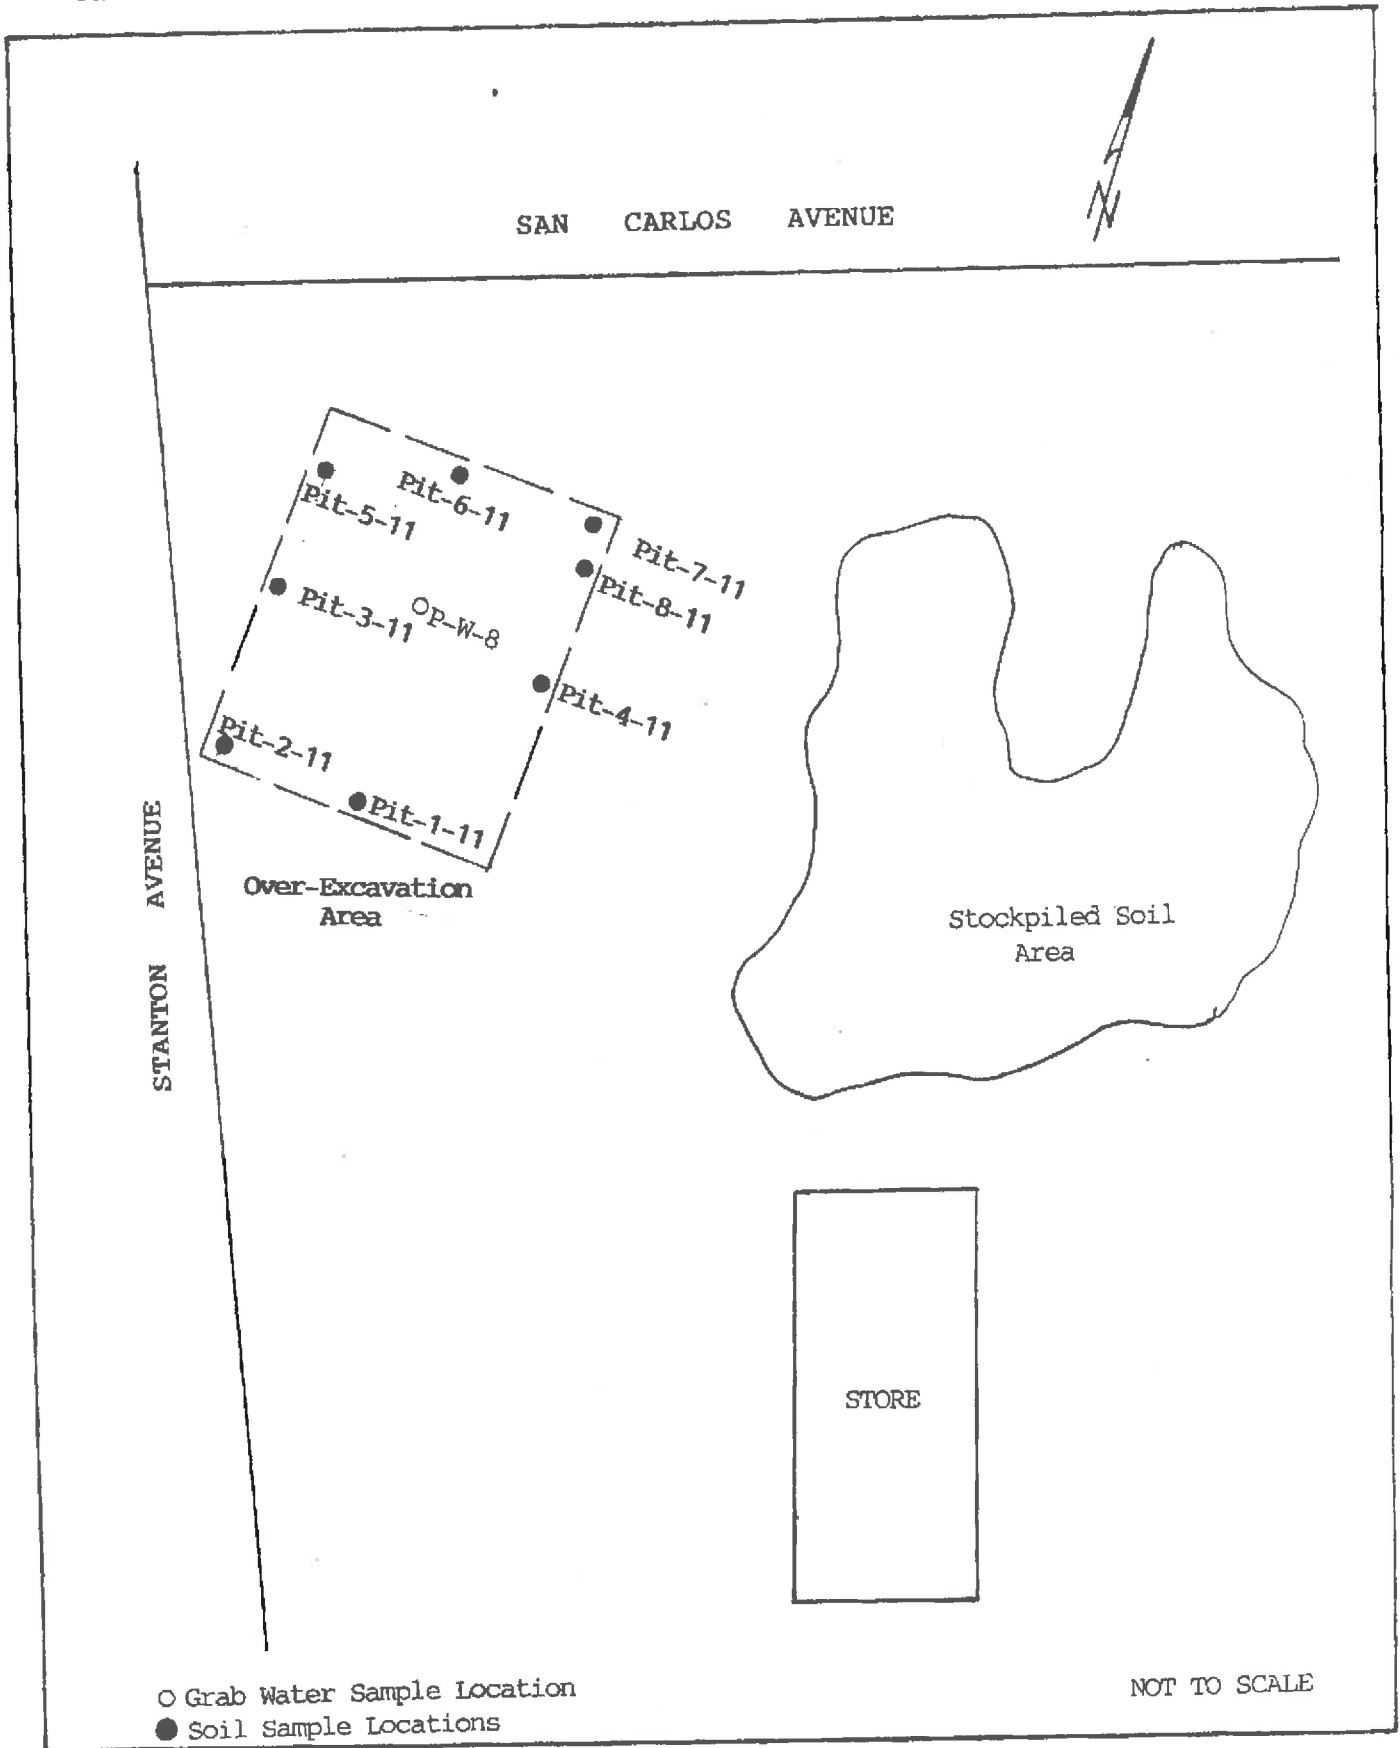 N
SAN CARLOS AVENUE
Pit-6-11
Pit-5-11
Pit-7-11
Pit-8-11
Pit-3-11
P-W-8
Pit-4-11
Pit-2-11
Pit-1-11
STANTON AVENUE
Over-Excavation
Area
Stockpiled Soil
Area
STORE
Grab Water Sample Location
Soil Sample Locations
NOT TO SCALE